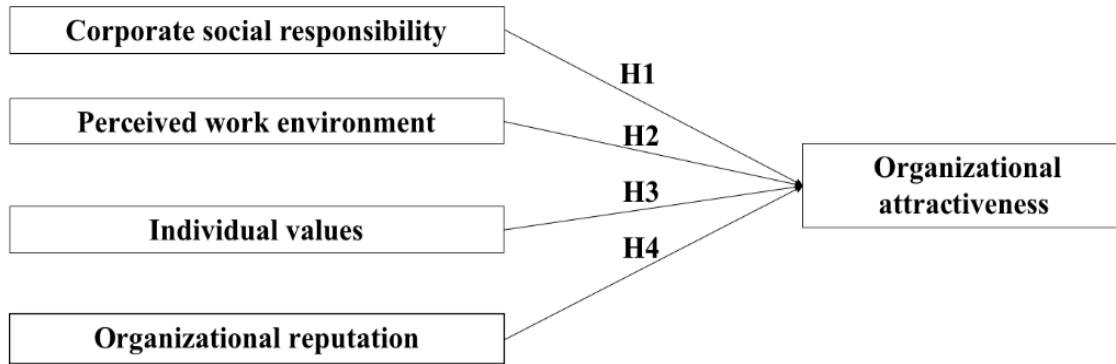 Corporate social responsibility
H1
Perceived work environment
H2
Organizational
attractiveness
H3
Individual values
H4
Organizational reputation